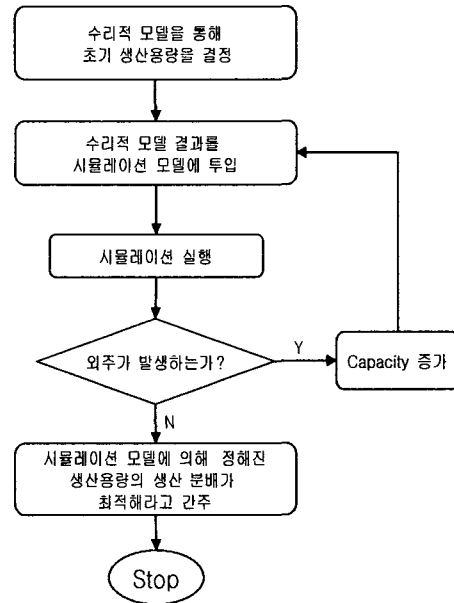 수리적 모델을 통해
초기 생산용량을 결정
수리적 모델 결과를
시뮬레이션 모델에 투입
시뮬레이션 실행
외주가 발생하는가?
Y
Capacity 증가
N
시뮬레이션 모델에 의해 정해진
생산용량의 생산 분배가
최적해라고 간주
Stop